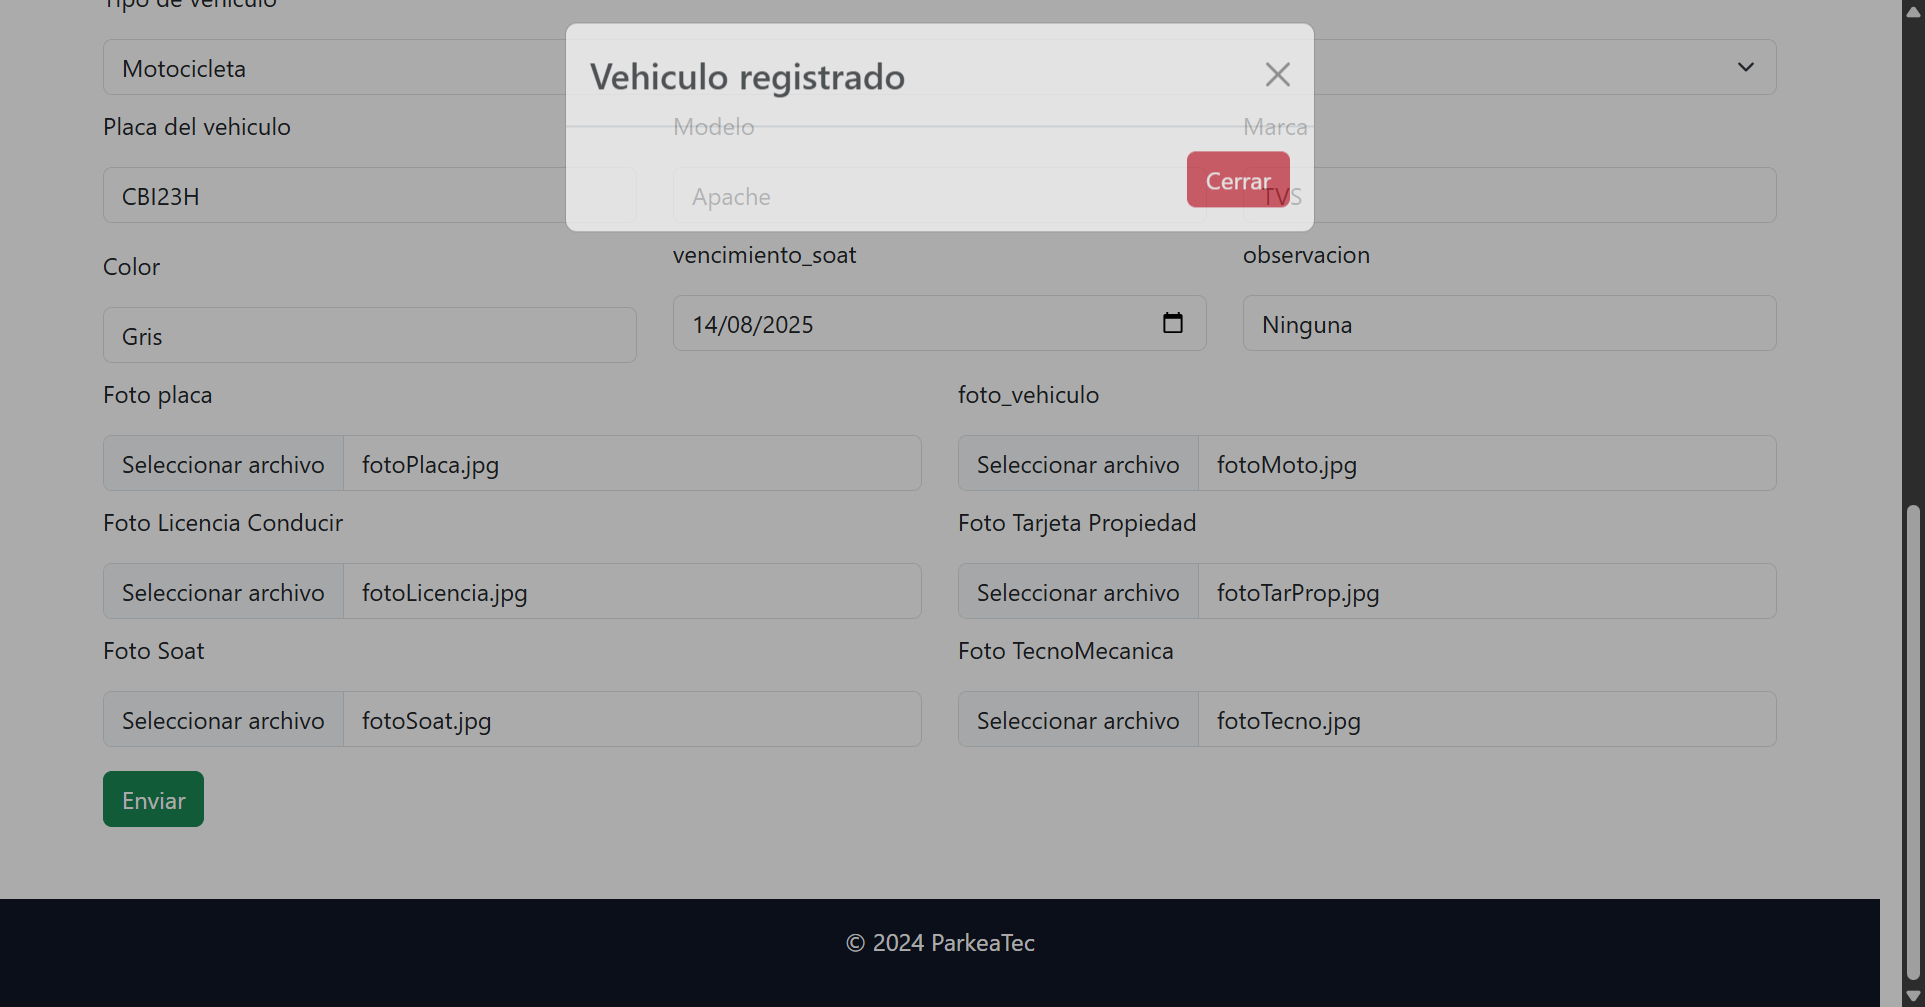 Tipo de vehiculo
Motocicleta
Vehiculo registrado
Placa del vehiculo
Modelo
Marca
CBI23H
Apache
TVS
Cerrar
Color
vencimiento_soat
observacion
Gris
14/08/2025
Ninguna
Foto placa
foto_vehiculo
Seleccionar archivo fotoPlaca.jpg
Seleccionar archivo fotoMoto.jpg
Foto Licencia Conducir
Foto Tarjeta Propiedad
Seleccionar archivo fotoLicencia.jpg
Seleccionar archivo fotoTarProp.jpg
Foto Soat
Foto TecnoMecanica
Seleccionar archivo fotoSoat.jpg
Seleccionar archivo fotoTecno.jpg
Enviar
© 2024 ParkeaTec